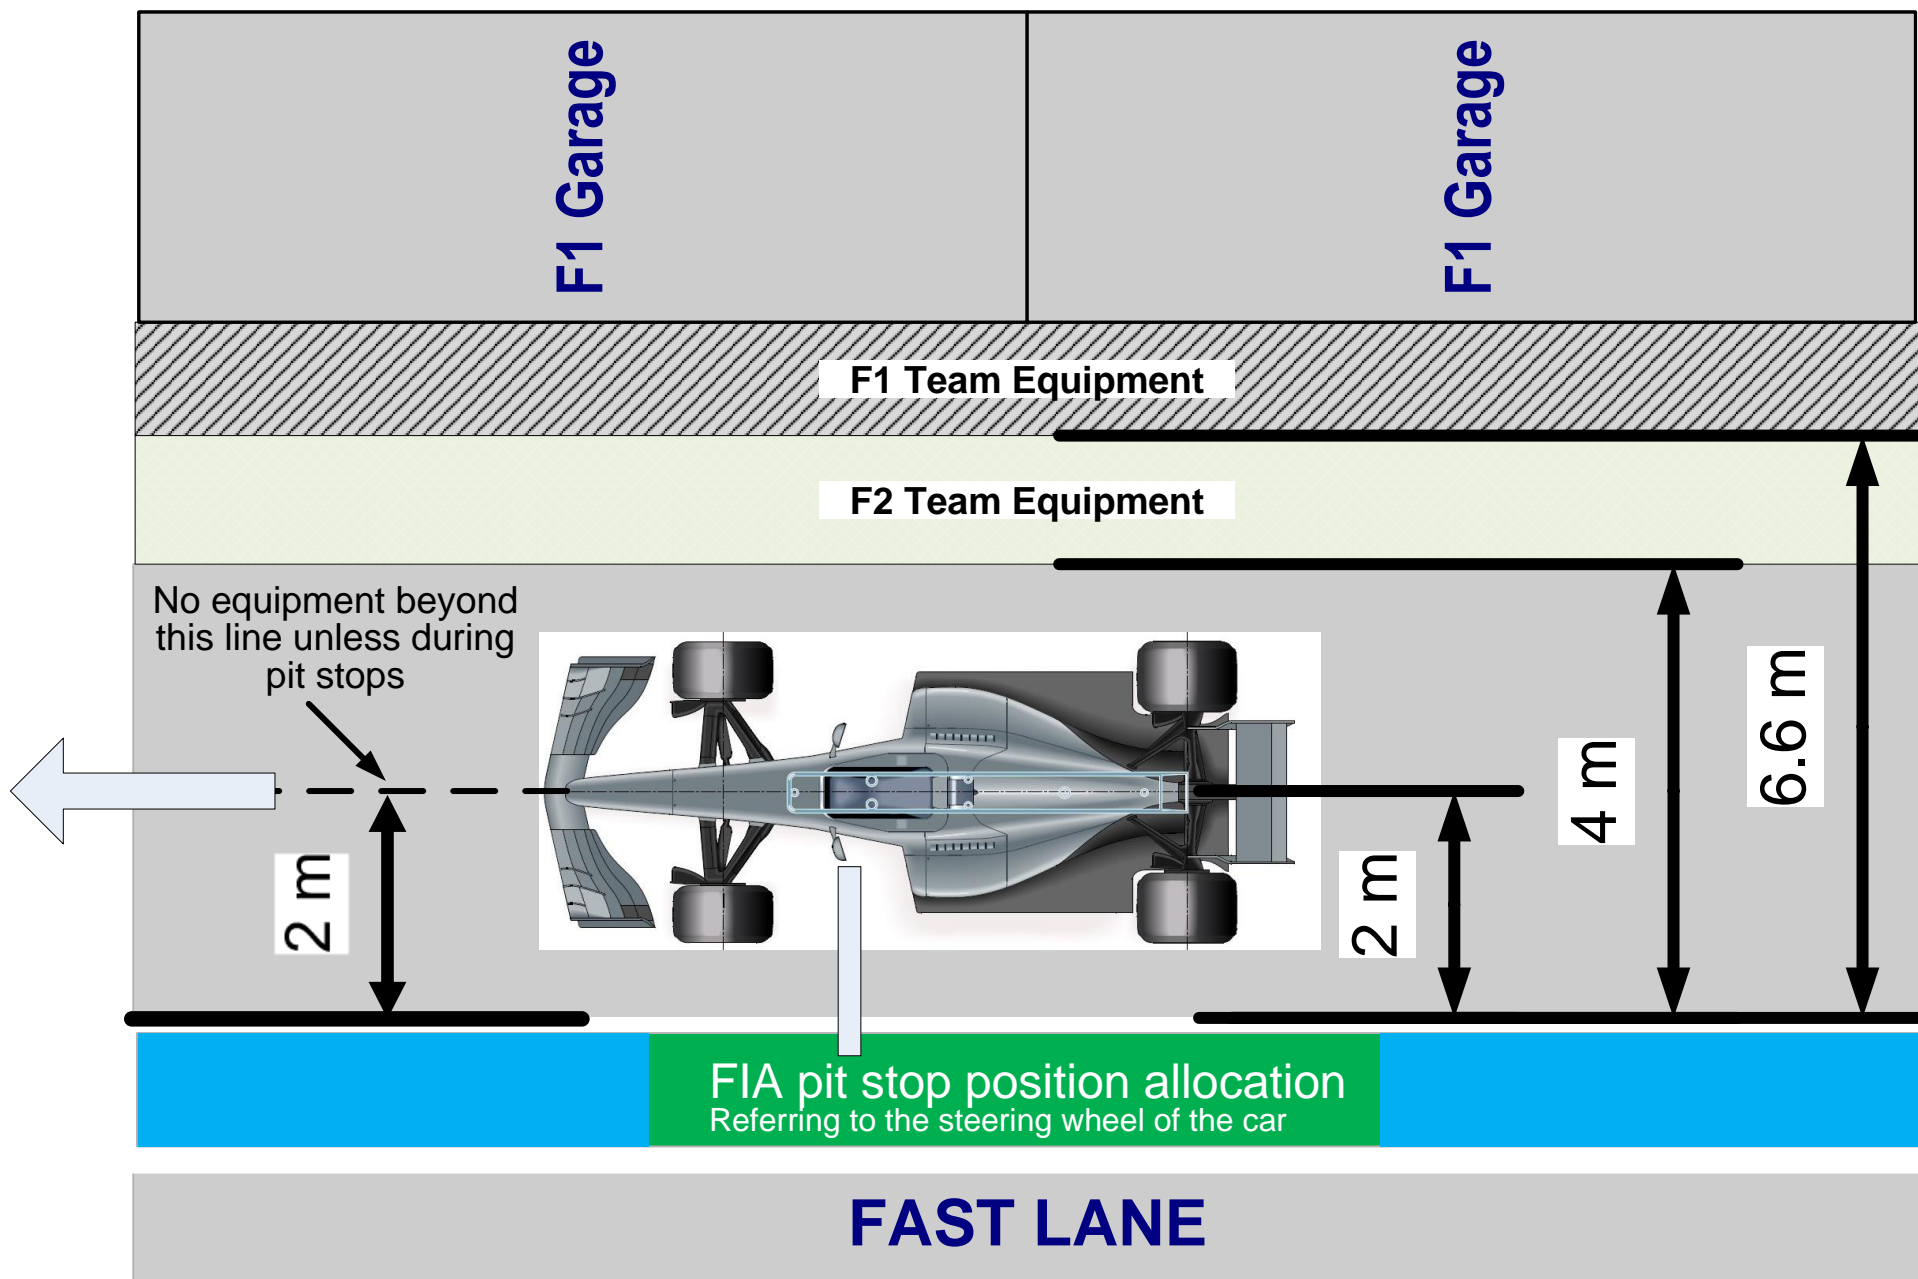 F1 Garage
F1 Garage
F1 Team Equipment
F2 Team Equipment
No equipment beyond
this line unless during
pit stops
2 m
2 m
4 m
6.6 m
FIA pit stop position allocation
Referring to the steering wheel of the car
FAST LANE